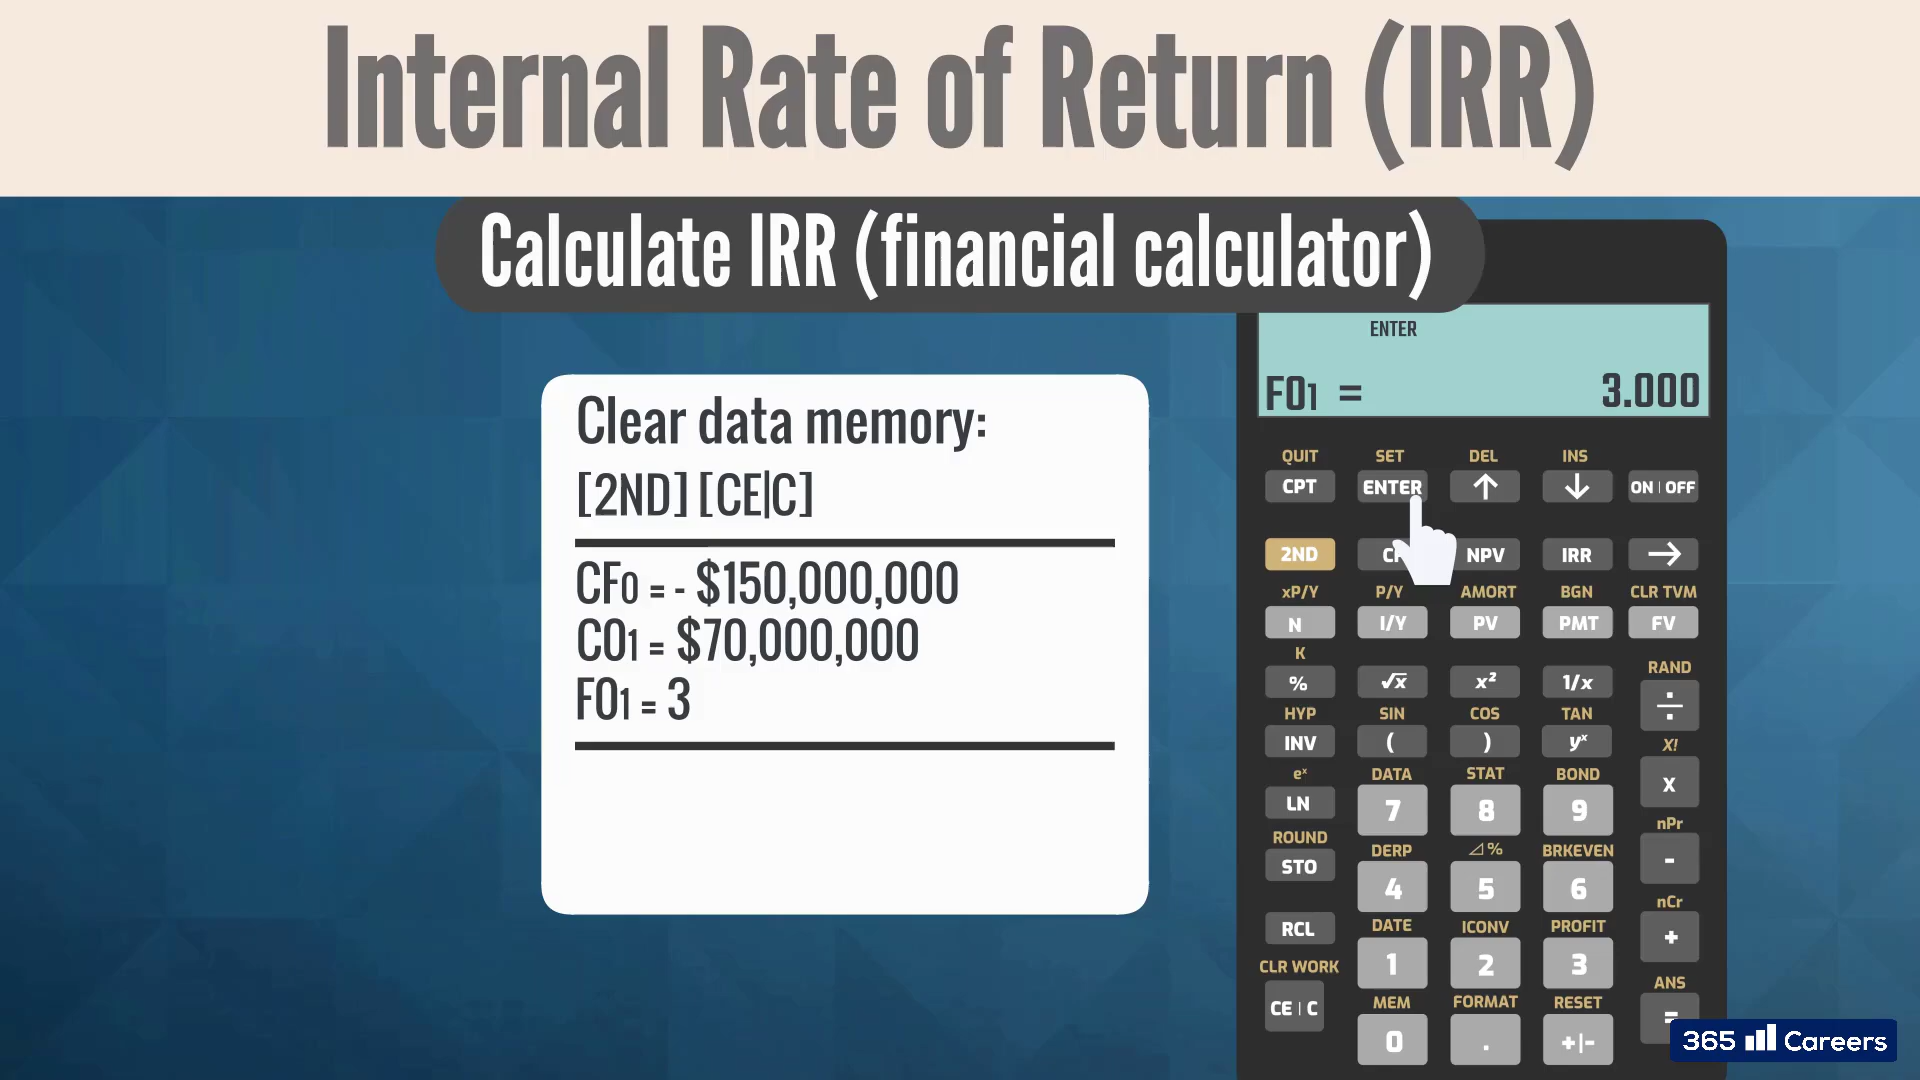 Internal Rate of Return (IRR)
Calculate IRR (financial calculator)
Clear data memory:
[2ND] [CE|C]
CF0 = - $150,000,000
C01 = $70,000,000
F01 = 3
ENTER
F01 = 3.000
QUIT SET DEL INS
CPT ENTER ↑ ↓ ON | OFF
2ND NPV IRR →
xP/Y P/Y AMORT BGN CLR TVM
N I/Y PV PMT FV
K RAND
% √x x² 1/x ÷
HYP SIN COS TAN
INV ( ) yˣ
X!
eˣ DATA STAT BOND
LN 7 8 9 x
ROUND DERP ⊿% BRKEVEN nPr
STO 4 5 6 -
nCr
RCL DATE ICONV PROFIT
1 2 3 +
CLR WORK ANS
CE | C MEM FORMAT RESET =
0 . +|-
365 Careers